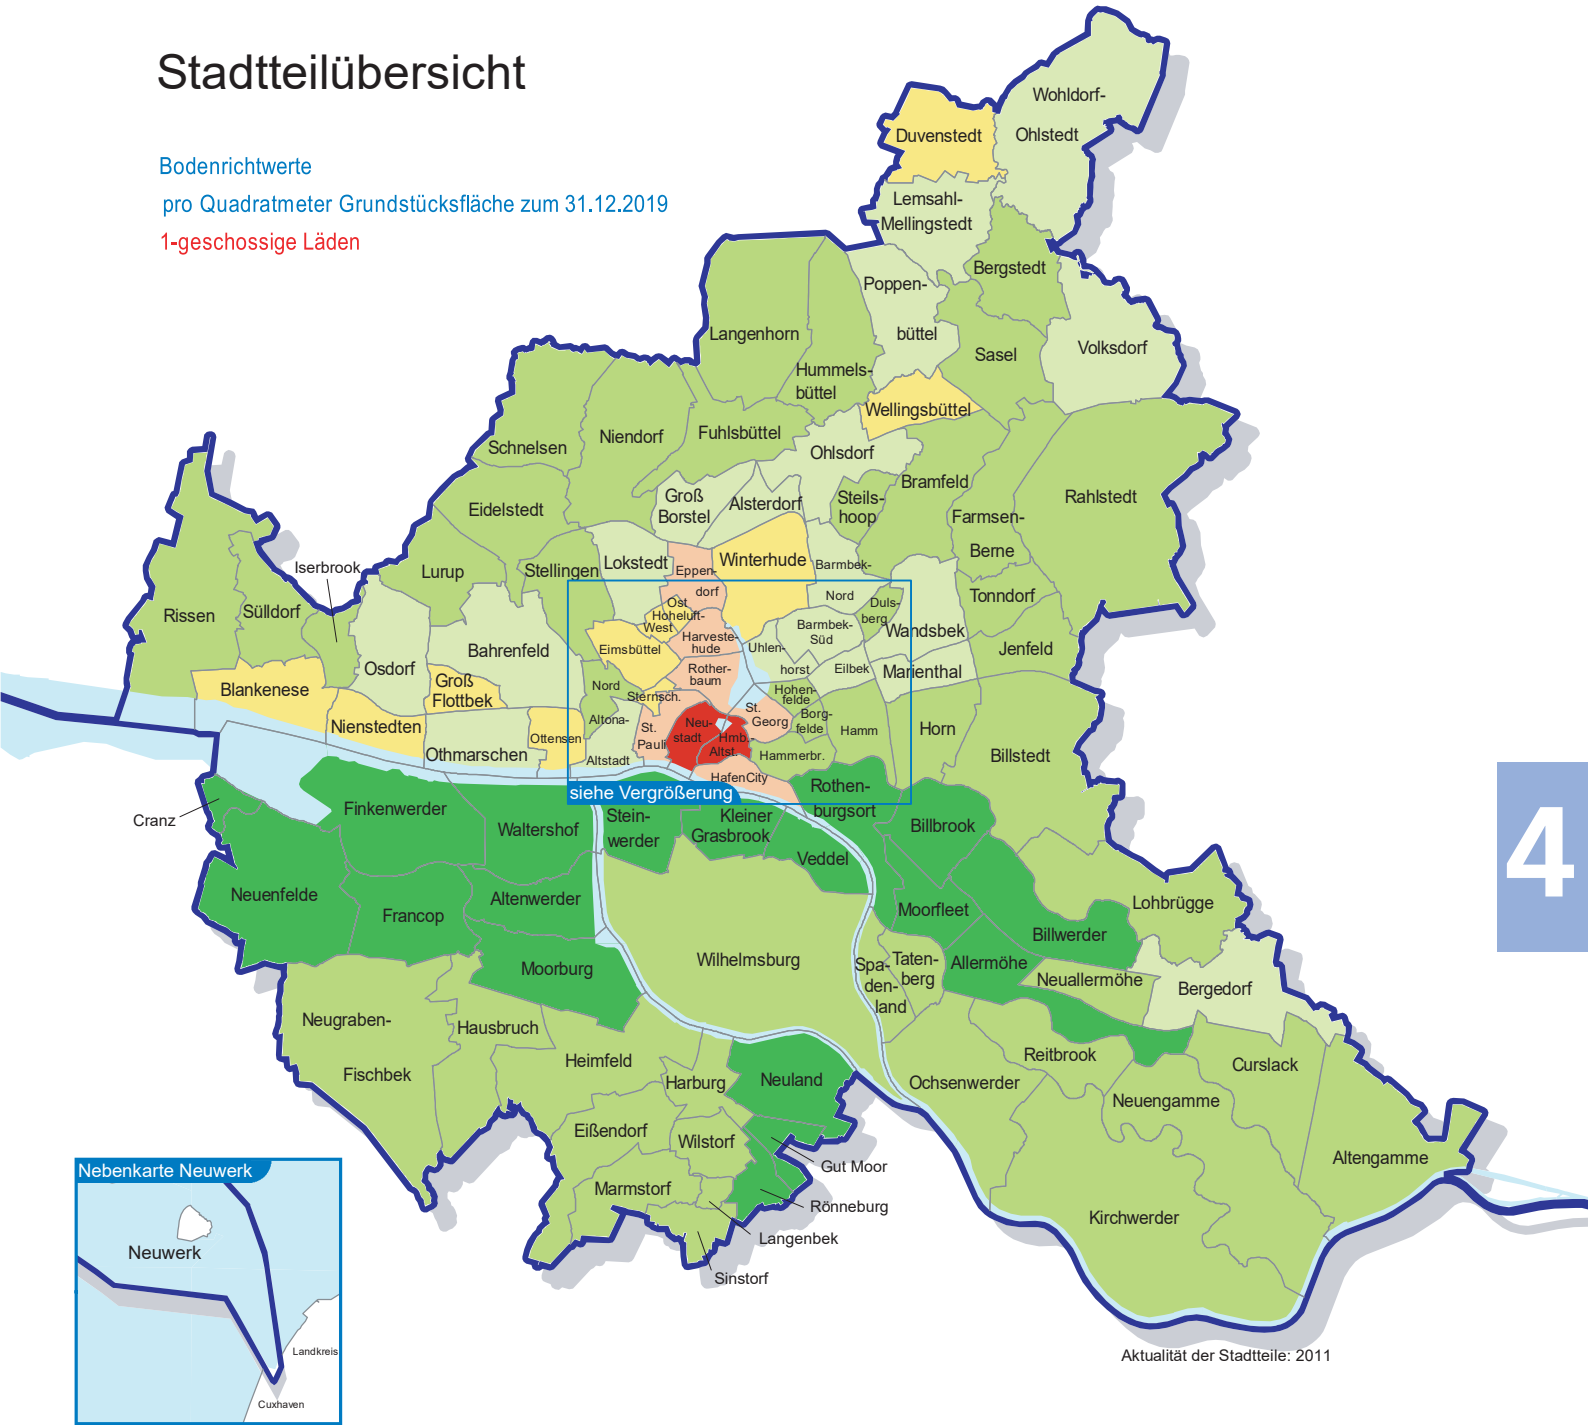 Stadtteilübersicht
Bodenrichtwerte
pro Quadratmeter Grundstücksfläche zum 31.12.2019
1-geschossige Läden
Wohldorf-
Ohlstedt
Duvenstedt
Lemsahl-
Mellingstedt
Bergstedt
Poppen-
büttel
Volksdorf
Sasel
Langenhorn
Hummels-
büttel
Wellingsbüttel
Schnelsen
Niendorf
Fuhlsbüttel
Ohlsdorf
Bramfeld
Rahlstedt
Eidelstedt
Groß
Borstel
Alsterdorf
Steils-
hoop
Farmsen-
Berne
Iserbrook
Lurup
Stellingen
Lokstedt
Eppen-
dorf
Winterhude
Barmbek-
Nord
Tonndorf
Rissen
Sülldorf
Ost
Hoheluft-
West
Duls-
berg
Wandsbek
Jenfeld
Osdorf
Bahrenfeld
Eimsbüttel
Harveste-
hude
Barmbek-
Süd
Uhlen-
horst
Eilbek
Marienthal
Blankenese
Groß
Flottbek
Nord
Sternsch.
Rother-
baum
Hohen-
felde
Nienstedten
Othmarschen
Ottensen
Altona-
Altstadt
St.
Pauli
Neu-
stadt
Hmb.-
Altst.
St.
Georg
Borg-
felde
Hamm
Horn
Billstedt
Hammerbr.
HafenCity
siehe Vergrößerung
Rothen-
burgsort
4
Cranz
Finkenwerder
Waltershof
Stein-
werder
Kleiner
Grasbrook
Veddel
Billbrook
Neuenfelde
Francop
Altenwerder
Moorfleet
Lohbrügge
Billwerder
Moorburg
Wilhelmsburg
Spa-
den-
land
Taten-
berg
Allermöhe
Neuallermöhe
Bergedorf
Neugraben-
Fischbek
Hausbruch
Heimfeld
Harburg
Neuland
Reitbrook
Ochsenwerder
Curslack
Neuengamme
Eißendorf
Wilstorf
Gut Moor
Altengamme
Marmstorf
Rönneburg
Langenbek
Sinstorf
Kirchwerder
Nebenkarte Neuwerk
Neuwerk
Landkreis
Cuxhaven
Aktualität der Stadtteile: 2011